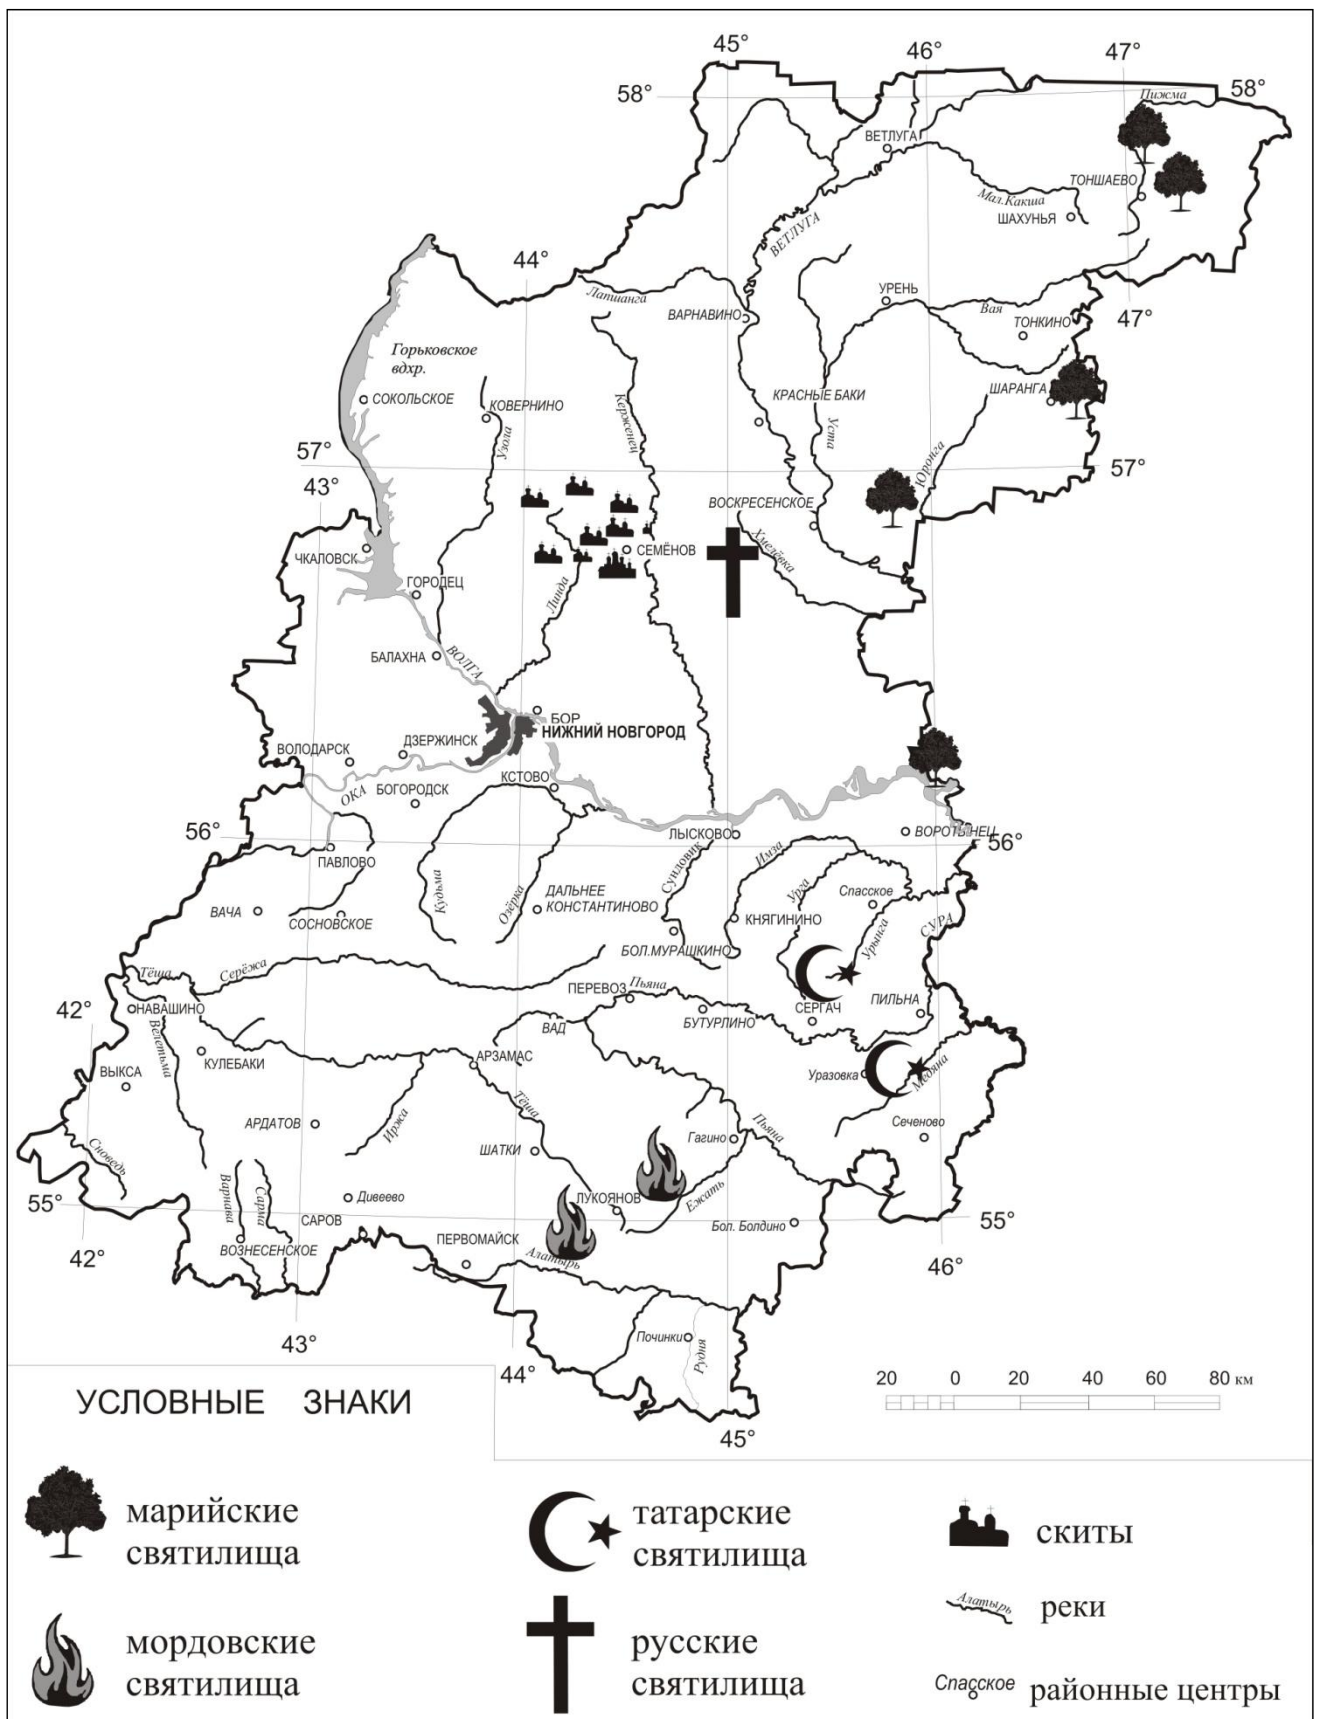 45°
46°
47°
58°
Пижма
58°
ВЕТЛУГА
ТОНШАЕВО
Мал.Какша
ШАХУНЬЯ
ВЕТЛУГА
44°
Лапшанга
УРЕНЬ
Вая
47°
ВАРНАВИНО
ТОНКИНО
Горьковское
вдхр.
СОКОЛЬСКОЕ
КОВЕРНИНО
Керженец
КРАСНЫЕ БАКИ
ШАРАНГА
Узола
Уста
57°
Юронга
57°
43°
ВОСКРЕСЕНСКОЕ
ЧКАЛОВСК
СЕМЁНОВ
Хмелёвка
ГОРОДЕЦ
Линда
БАЛАХНА
ВОЛГА
БОР
НИЖНИЙ НОВГОРОД
ДЗЕРЖИНСК
ВОЛОДАРСК
КСТОВО
ОКА
БОГОРОДСК
56°
ЛЫСКОВО
ВОРОТЫНЕЦ
56°
ПАВЛОВО
Сундовик
Имза
Кудьма
Озёрка
ДАЛЬНЕЕ
КОНСТАНТИНОВО
Урга
Спасское
ВАЧА
СОСНОВСКОЕ
КНЯГИНИНО
Урынга
СУРА
БОЛ.МУРАШКИНО
Тёша
Серёжа
ПЕРЕВОЗ
Пьяна
42°
НАВАШИНО
БУТУРЛИНО
СЕРГАЧ
ПИЛЬНА
Велетьма
ВАД
КУЛЕБАКИ
АРЗАМАС
ВЫКСА
Уразовка
Медяна
АРДАТОВ
Иржа
Тёша
Пьяна
Сеченово
Гагино
Сноведь
ШАТКИ
Варнава
Сарма
Дивеево
ЛУКОЯНОВ
Ежать
55°
САРОВ
Бол. Болдино
55°
ВОЗНЕСЕНСКОЕ
ПЕРВОМАЙСК
Алатырь
42°
46°
43°
Починки
Рудня
44°
20 0 20 40 60 80 км
45°
УСЛОВНЫЕ ЗНАКИ
марийские
святилища
татарские
святилища
скиты
Алатырь
реки
мордовские
святилища
русские
святилища
Спасское
районные центры